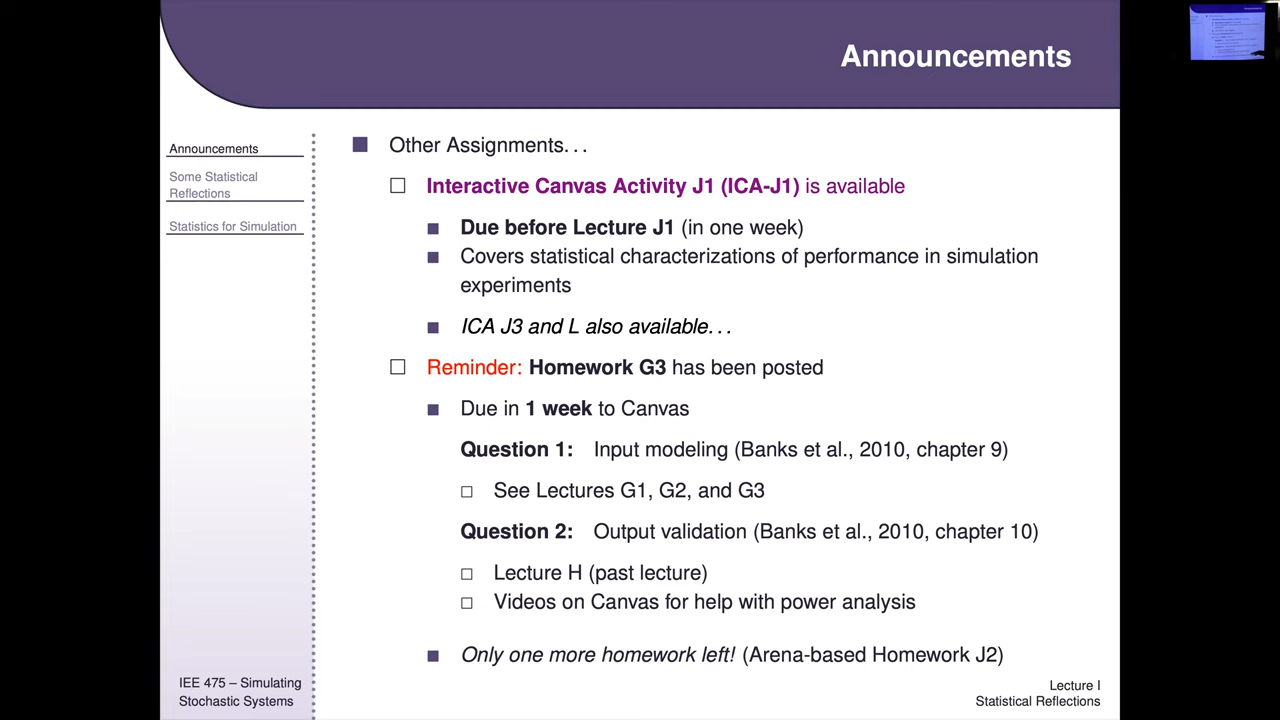 Announcements
Announcements
Some Statistical
Reflections
Statistics for Simulation
Other Assignments. . .
Interactive Canvas Activity J1 (ICA-J1) is available
Due before Lecture J1 (in one week)
Covers statistical characterizations of performance in simulation
experiments
ICA J3 and L also available. . .
Reminder: Homework G3 has been posted
Due in 1 week to Canvas
Question 1: Input modeling (Banks et al., 2010, chapter 9)
See Lectures G1, G2, and G3
Question 2: Output validation (Banks et al., 2010, chapter 10)
Lecture H (past lecture)
Videos on Canvas for help with power analysis
Only one more homework left! (Arena-based Homework J2)
IEE 475 – Simulating
Stochastic Systems
Lecture I
Statistical Reflections